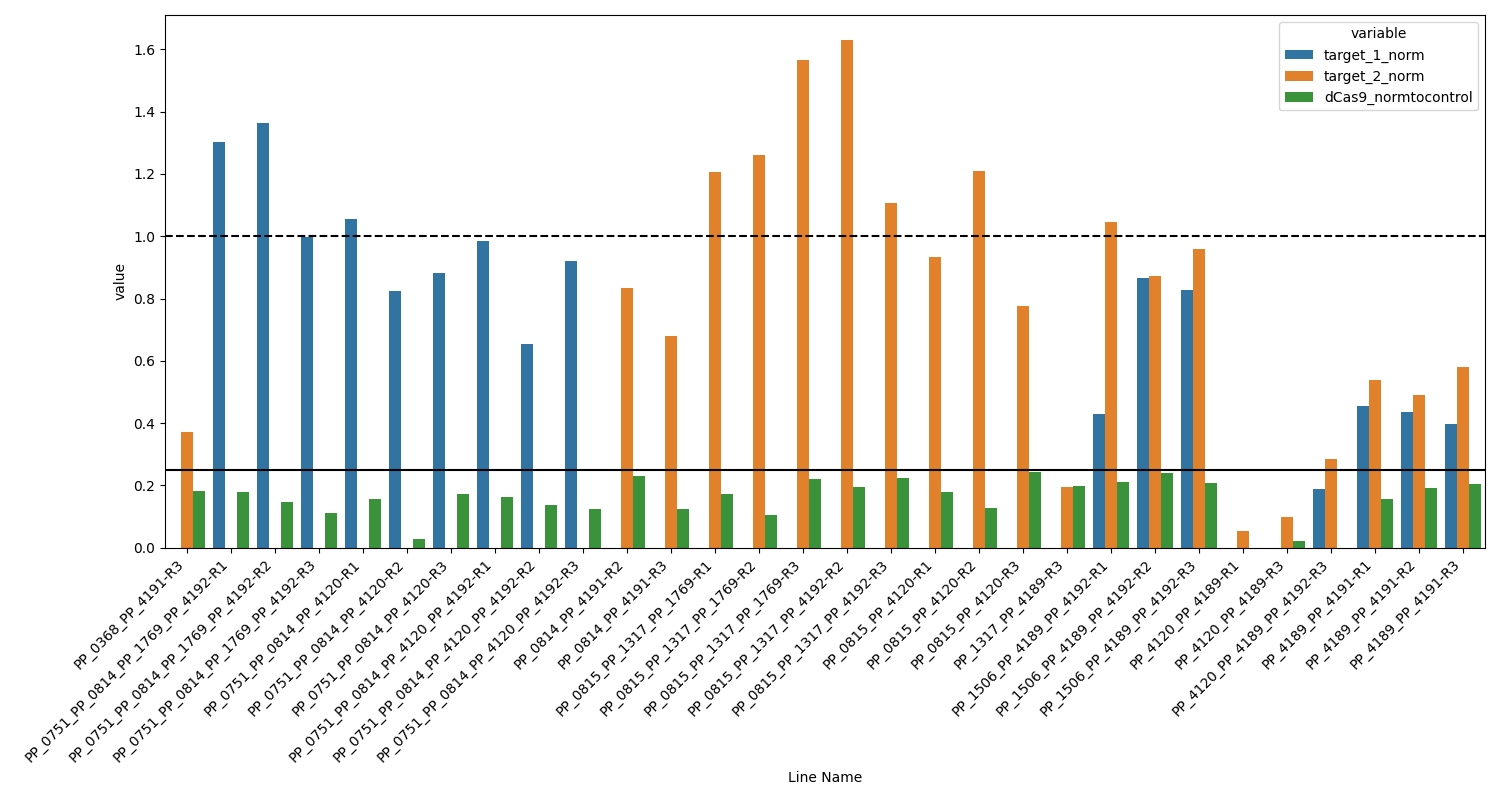 variable
target_1_norm
target_2_norm
dCas9_normtocontrol
value
1.6
1.4
1.2
1.0
0.8
0.6
0.4
0.2
0.0
PP_0368_PP_4191-R3
PP_0751_PP_0814_PP_1769_PP_4192-R1
PP_0751_PP_0814_PP_1769_PP_4192-R2
PP_0751_PP_0814_PP_1769_PP_4192-R3
PP_0751_PP_0814_PP_4120-R1
PP_0751_PP_0814_PP_4120-R2
PP_0751_PP_0814_PP_4120-R3
PP_0751_PP_0814_PP_4120_PP_4192-R1
PP_0751_PP_0814_PP_4120_PP_4192-R2
PP_0751_PP_0814_PP_4120_PP_4192-R3
PP_0814_PP_4191-R2
PP_0814_PP_4191-R3
PP_0815_PP_1317_PP_1769-R1
PP_0815_PP_1317_PP_1769-R2
PP_0815_PP_1317_PP_1769-R3
PP_0815_PP_1317_PP_4192-R2
PP_0815_PP_1317_PP_4192-R3
PP_0815_PP_4120-R1
PP_0815_PP_4120-R2
PP_0815_PP_4120-R3
PP_1317_PP_4189-R3
PP_1506_PP_4189_PP_4192-R1
PP_1506_PP_4189_PP_4192-R2
PP_1506_PP_4189_PP_4192-R3
PP_4120_PP_4189-R1
PP_4120_PP_4189-R3
PP_4120_PP_4189_PP_4192-R3
PP_4189_PP_4191-R1
PP_4189_PP_4191-R2
PP_4189_PP_4191-R3
Line Name